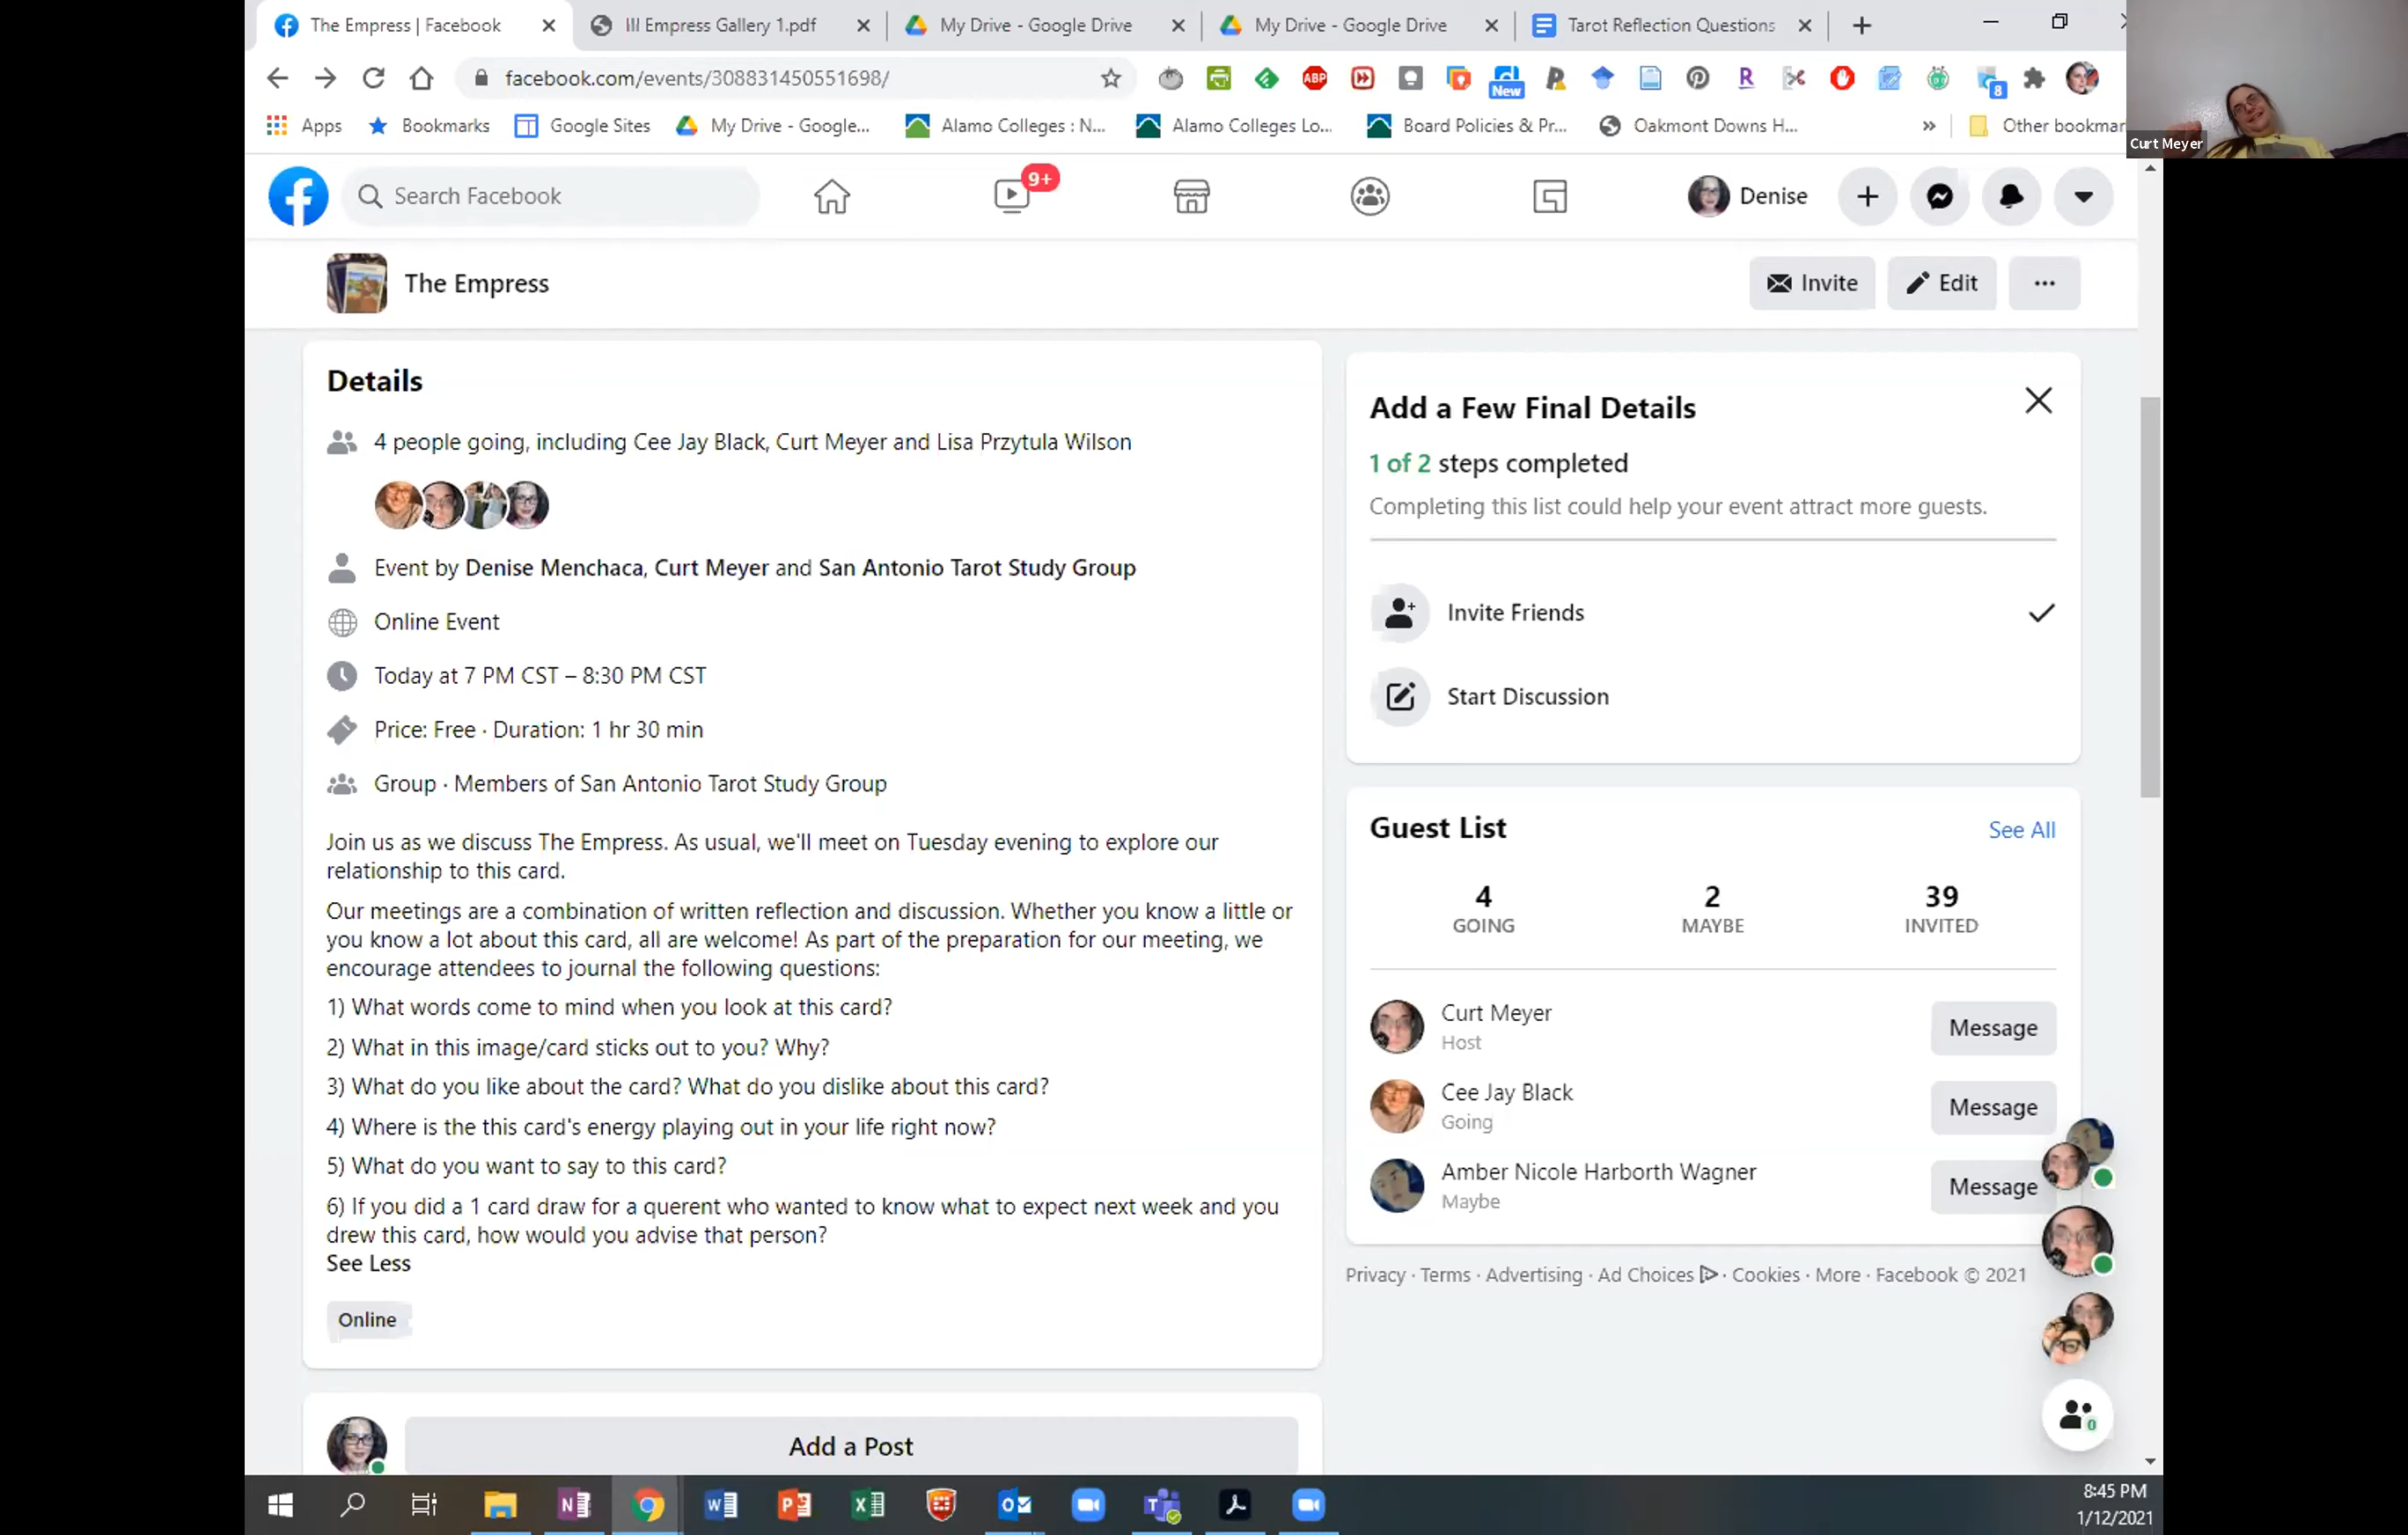 The Empress | Facebook
III Empress Gallery 1.pdf
My Drive - Google Drive
My Drive - Google Drive
Tarot Reflection Questions
facebook.com/events/308831450551698/
ABP
New
R
8
Apps
Bookmarks
Google Sites
My Drive - Google...
Alamo Colleges : N...
Alamo Colleges Lo...
Board Policies & Pr...
Oakmont Downs H...
»
Other bookmar
Curt Meyer
Search Facebook
9+
Denise
The Empress
Invite
Edit
...
Details
4 people going, including Cee Jay Black, Curt Meyer and Lisa Przytula Wilson
Event by Denise Menchaca, Curt Meyer and San Antonio Tarot Study Group
Online Event
Today at 7 PM CST – 8:30 PM CST
Price: Free · Duration: 1 hr 30 min
Group · Members of San Antonio Tarot Study Group
Join us as we discuss The Empress. As usual, we'll meet on Tuesday evening to explore our
relationship to this card.
Our meetings are a combination of written reflection and discussion. Whether you know a little or
you know a lot about this card, all are welcome! As part of the preparation for our meeting, we
encourage attendees to journal the following questions:
1) What words come to mind when you look at this card?
2) What in this image/card sticks out to you? Why?
3) What do you like about the card? What do you dislike about this card?
4) Where is the this card's energy playing out in your life right now?
5) What do you want to say to this card?
6) If you did a 1 card draw for a querent who wanted to know what to expect next week and you
drew this card, how would you advise that person?
See Less
Online
Add a Post
Add a Few Final Details
1 of 2 steps completed
Completing this list could help your event attract more guests.
Invite Friends
Start Discussion
Guest List
See All
4
GOING
2
MAYBE
39
INVITED
Curt Meyer
Host
Message
Cee Jay Black
Going
Message
Amber Nicole Harborth Wagner
Maybe
Message
Privacy · Terms · Advertising · Ad Choices · Cookies · More · Facebook © 2021
0
8:45 PM
1/12/2021